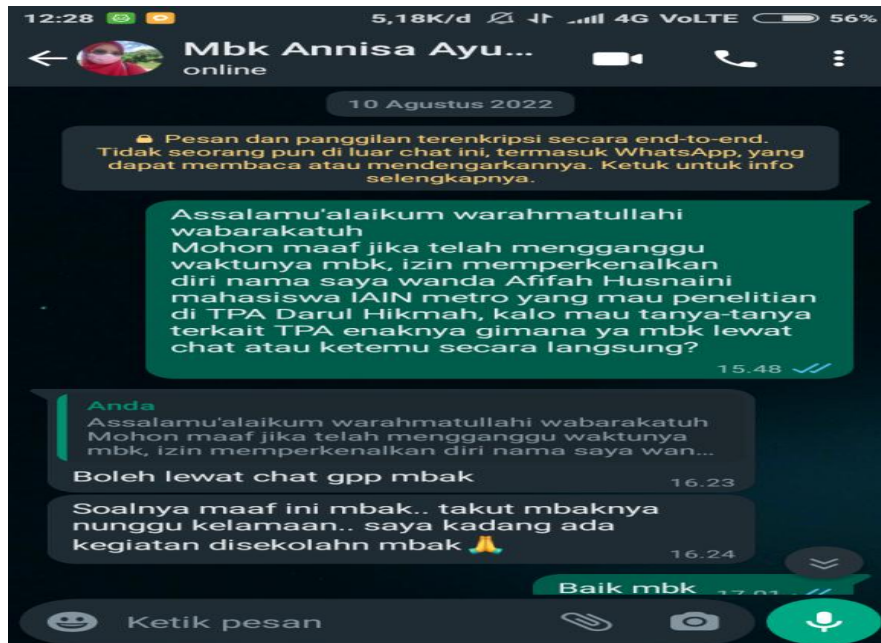 12:28 5,18K/d 4G VoLTE 56%
Mbk Annisa Ayu...
online
10 Agustus 2022
Pesan dan panggilan terenkripsi secara end-to-end.
Tidak seorang pun di luar chat ini, termasuk WhatsApp, yang
dapat membaca atau mendengarkannya. Ketuk untuk info
selengkapnya.
Assalamu'alaikum warahmatullahi
wabarakatuh
Mohon maaf jika telah mengganggu
waktunya mbk, izin memperkenalkan
diri nama saya wanda Afifah Husnaini
mahasiswa IAIN metro yang mau penelitian
di TPA Darul Hikmah, kalo mau tanya-tanya
terkait TPA enaknya gimana ya mbk lewat
chat atau ketemu secara langsung?
15.48
Anda
Assalamu'alaikum warahmatullahi wabarakatuh
Mohon maaf jika telah mengganggu waktunya
mbk, izin memperkenalkan diri nama saya wan...
Boleh lewat chat gpp mbak
16.23
Soalnya maaf ini mbak.. takut mbaknya
nunggu kelamaan.. saya kadang ada
kegiatan disekolahn mbak 🙏
16.24
Baik mbk
Ketik pesan